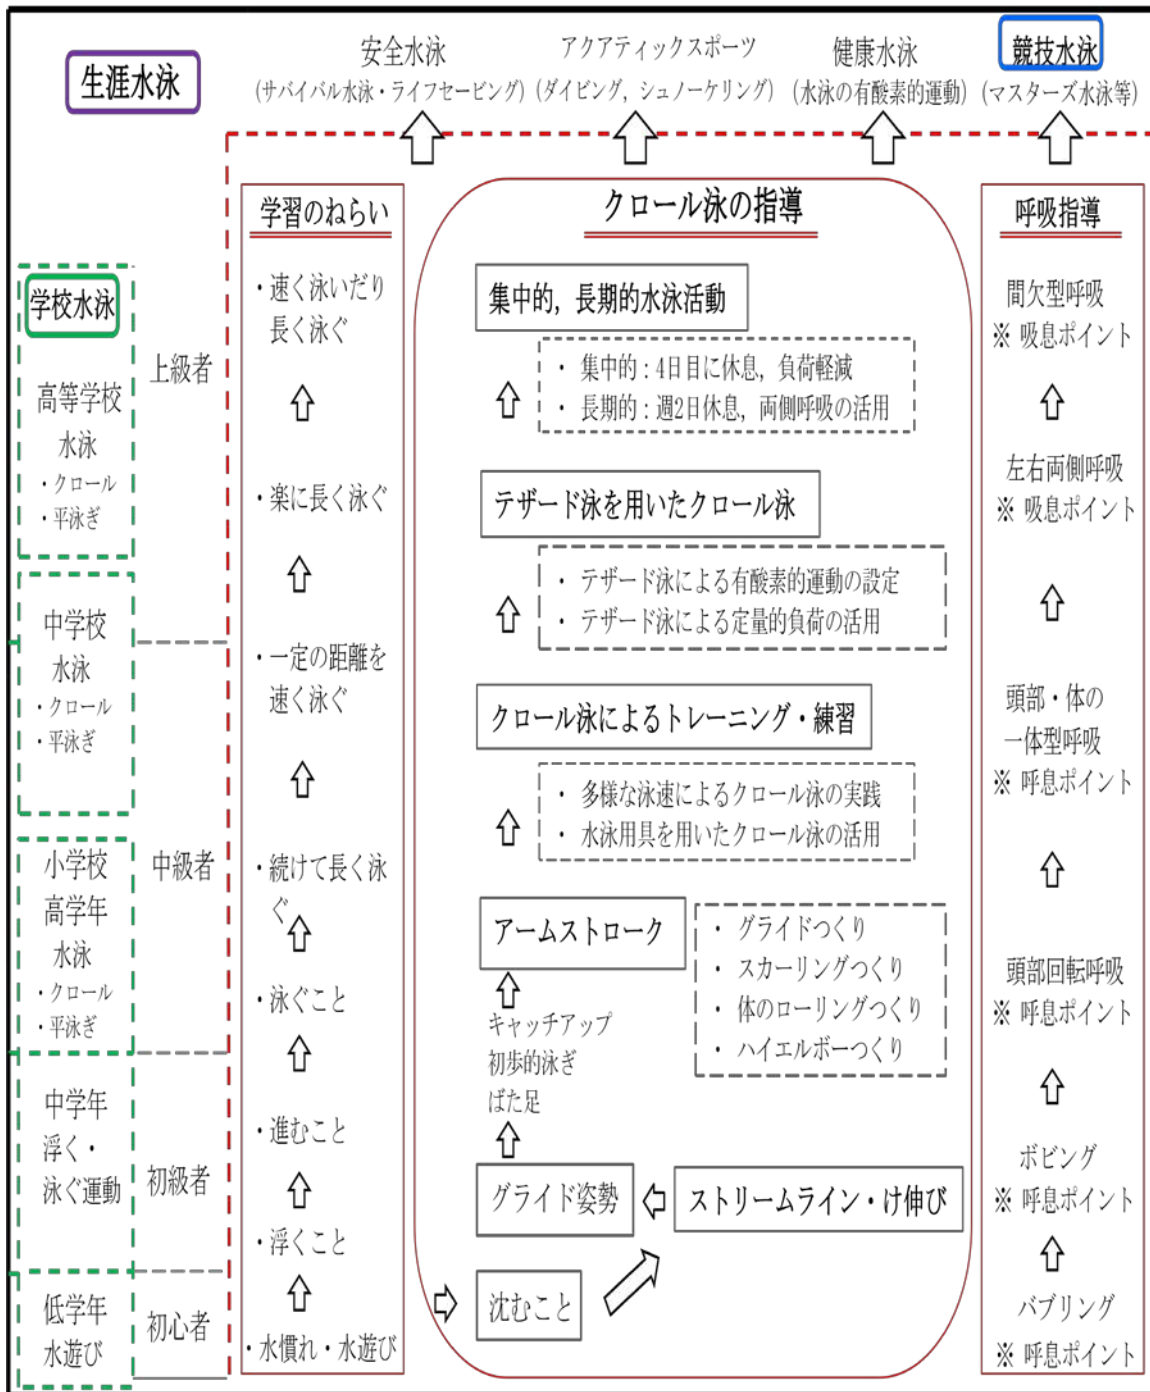 生涯水泳
安全水泳
(サバイバル水泳・ライフセービング)
アクアティックスポーツ
(ダイビング, シュノーケリング)
健康水泳
(水泳の有酸素的運動)
競技水泳
(マスターズ水泳等)
学校水泳
高等学校
水泳
・クロール
・平泳ぎ
中学校
水泳
・クロール
・平泳ぎ
小学校
高学年
水泳
・クロール
・平泳ぎ
中学年
浮く・
泳ぐ運動
低学年
水遊び
上級者
中級者
初級者
初心者
学習のねらい
・速く泳いだり
長く泳ぐ
・楽に長く泳ぐ
・一定の距離を
速く泳ぐ
・続けて長く泳
ぐ
・泳ぐこと
・進むこと
・浮くこと
・水慣れ・水遊び
クロール泳の指導
集中的, 長期的水泳活動
・ 集中的：4日目に休息, 負荷軽減
・ 長期的：週2日休息, 両側呼吸の活用
テザード泳を用いたクロール泳
・ テザード泳による有酸素的運動の設定
・ テザード泳による定量的負荷の活用
クロール泳によるトレーニング・練習
・ 多様な泳速によるクロール泳の実践
・ 水泳用具を用いたクロール泳の活用
アームストローク
・ グライドつくり
・ スカーリングつくり
・ 体のローリングつくり
・ ハイエルボーつくり
キャッチアップ
初歩的泳ぎ
ばた足
グライド姿勢
ストリームライン・け伸び
沈むこと
呼吸指導
間欠型呼吸
※ 吸息ポイント
左右両側呼吸
※ 吸息ポイント
頭部・体の
一体型呼吸
※ 呼息ポイント
頭部回転呼吸
※ 呼息ポイント
ボビング
※ 呼息ポイント
バブリング
※ 呼息ポイント